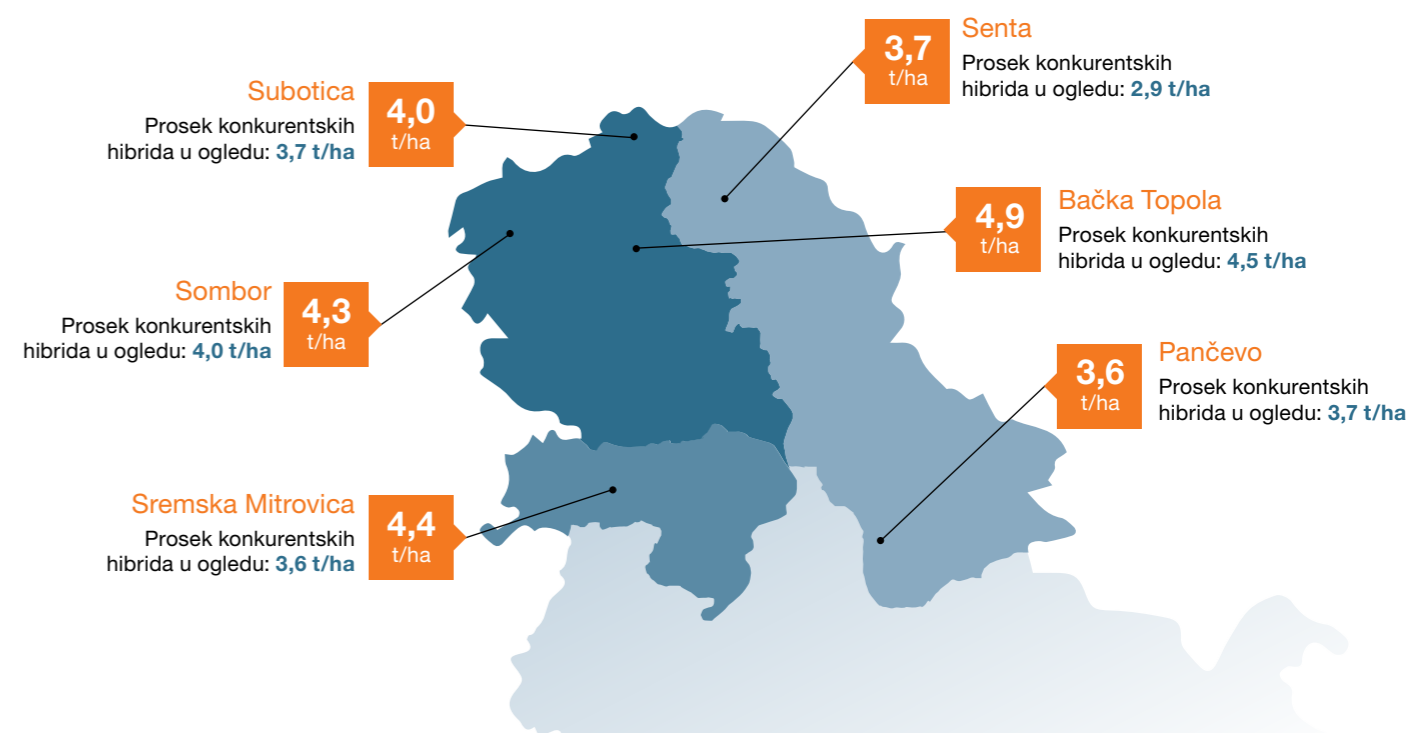 Senta
3,7
t/ha
Prosek konkurentskih
hibrida u ogledu: 2,9 t/ha
Subotica
4,0
t/ha
Prosek konkurentskih
hibrida u ogledu: 3,7 t/ha
Bačka Topola
4,9
t/ha
Prosek konkurentskih
hibrida u ogledu: 4,5 t/ha
Sombor
4,3
t/ha
Prosek konkurentskih
hibrida u ogledu: 4,0 t/ha
Pančevo
3,6
t/ha
Prosek konkurentskih
hibrida u ogledu: 3,7 t/ha
Sremska Mitrovica
4,4
t/ha
Prosek konkurentskih
hibrida u ogledu: 3,6 t/ha